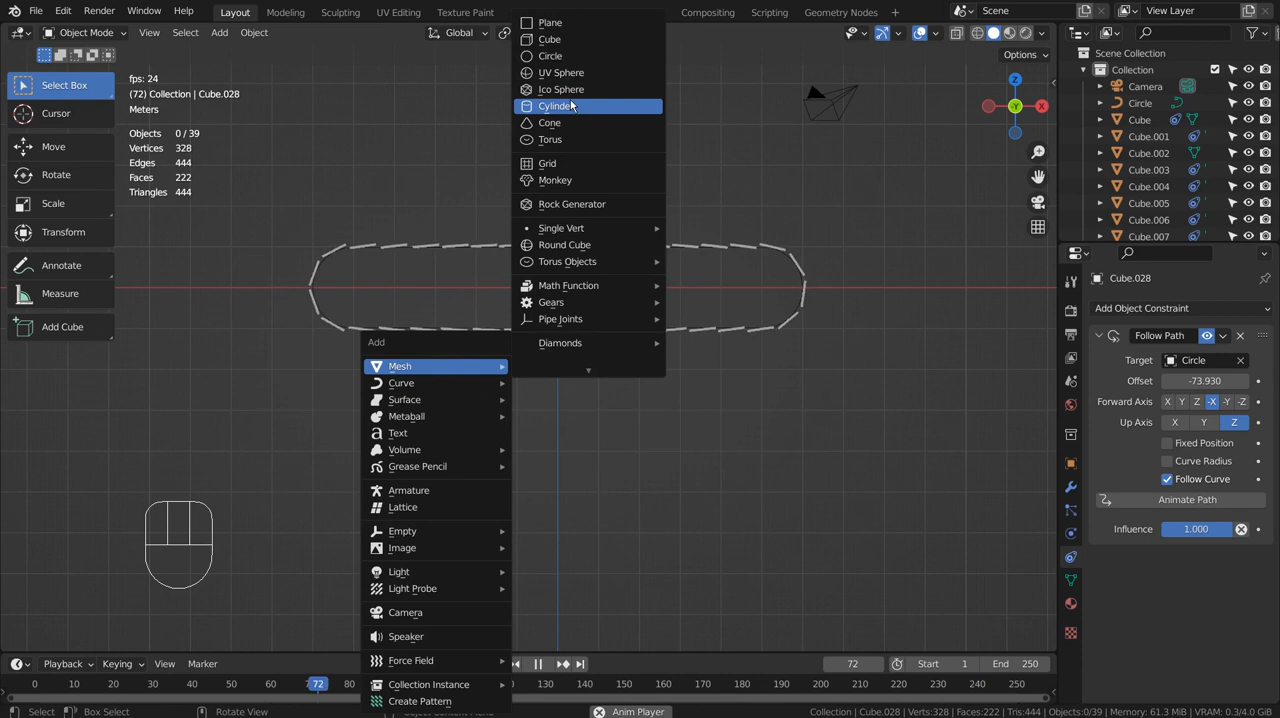 File Edit Render Window Help
Layout Modeling Sculpting UV Editing Texture Paint Compositing Scripting Geometry Nodes
Scene View Layer
Object Mode View Select Add Object Global
Options
Select Box
Cursor
Move
Rotate
Scale
Transform
Annotate
Measure
Add Cube
fps: 24
(72) Collection | Cube.028
Meters
Objects 0/39
Vertices 328
Edges 444
Faces 222
Triangles 444
Plane
Cube
Circle
UV Sphere
Ico Sphere
Cylinder
Cone
Torus
Grid
Monkey
Rock Generator
Single Vert
Round Cube
Torus Objects
Math Function
Gears
Pipe Joints
Diamonds
Add
Mesh
Curve
Surface
Metaball
Text
Volume
Grease Pencil
Armature
Lattice
Empty
Image
Light
Light Probe
Camera
Speaker
Force Field
Collection Instance
Create Pattern
Z
X
-Y
Scene Collection
Collection
Camera
Circle
Cube
Cube.001
Cube.002
Cube.003
Cube.004
Cube.005
Cube.006
Cube.007
Cube.028
Add Object Constraint
Follow Path
Target Circle
Offset -73.930
Forward Axis X Y Z -X -Y -Z
Up Axis X Y Z
Fixed Position
Curve Radius
Follow Curve
Animate Path
Influence 1.000
Playback Keying View Marker
72 Start 1 End 250
0 10 20 30 40 50 60 72 80 130 140 150 160 170 180 190 200 210 220 230 240 250
Select Box Select Rotate View Object Context Menu Anim Player Collection | Cube.028 | Verts:328 | Faces:222 | Tris:444 | Objects:0/39 | Memory: 61.3 MiB | VRAM: 0.3/4.0 GiB